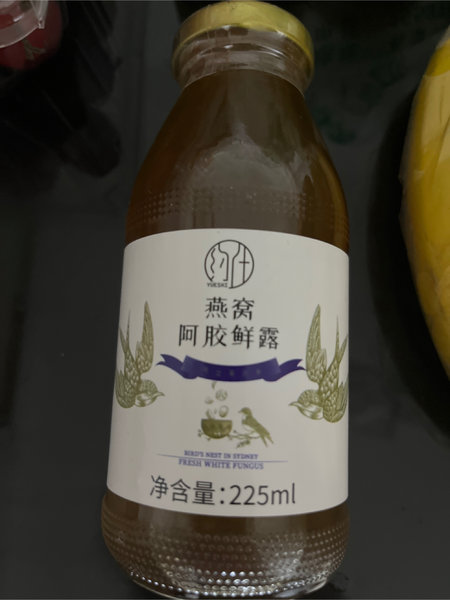 YUESHI
燕窝
阿胶鲜露
BIRD'S NEST IN SYDNEY
FRESH WHITE FUNGUS
净含量：225ml